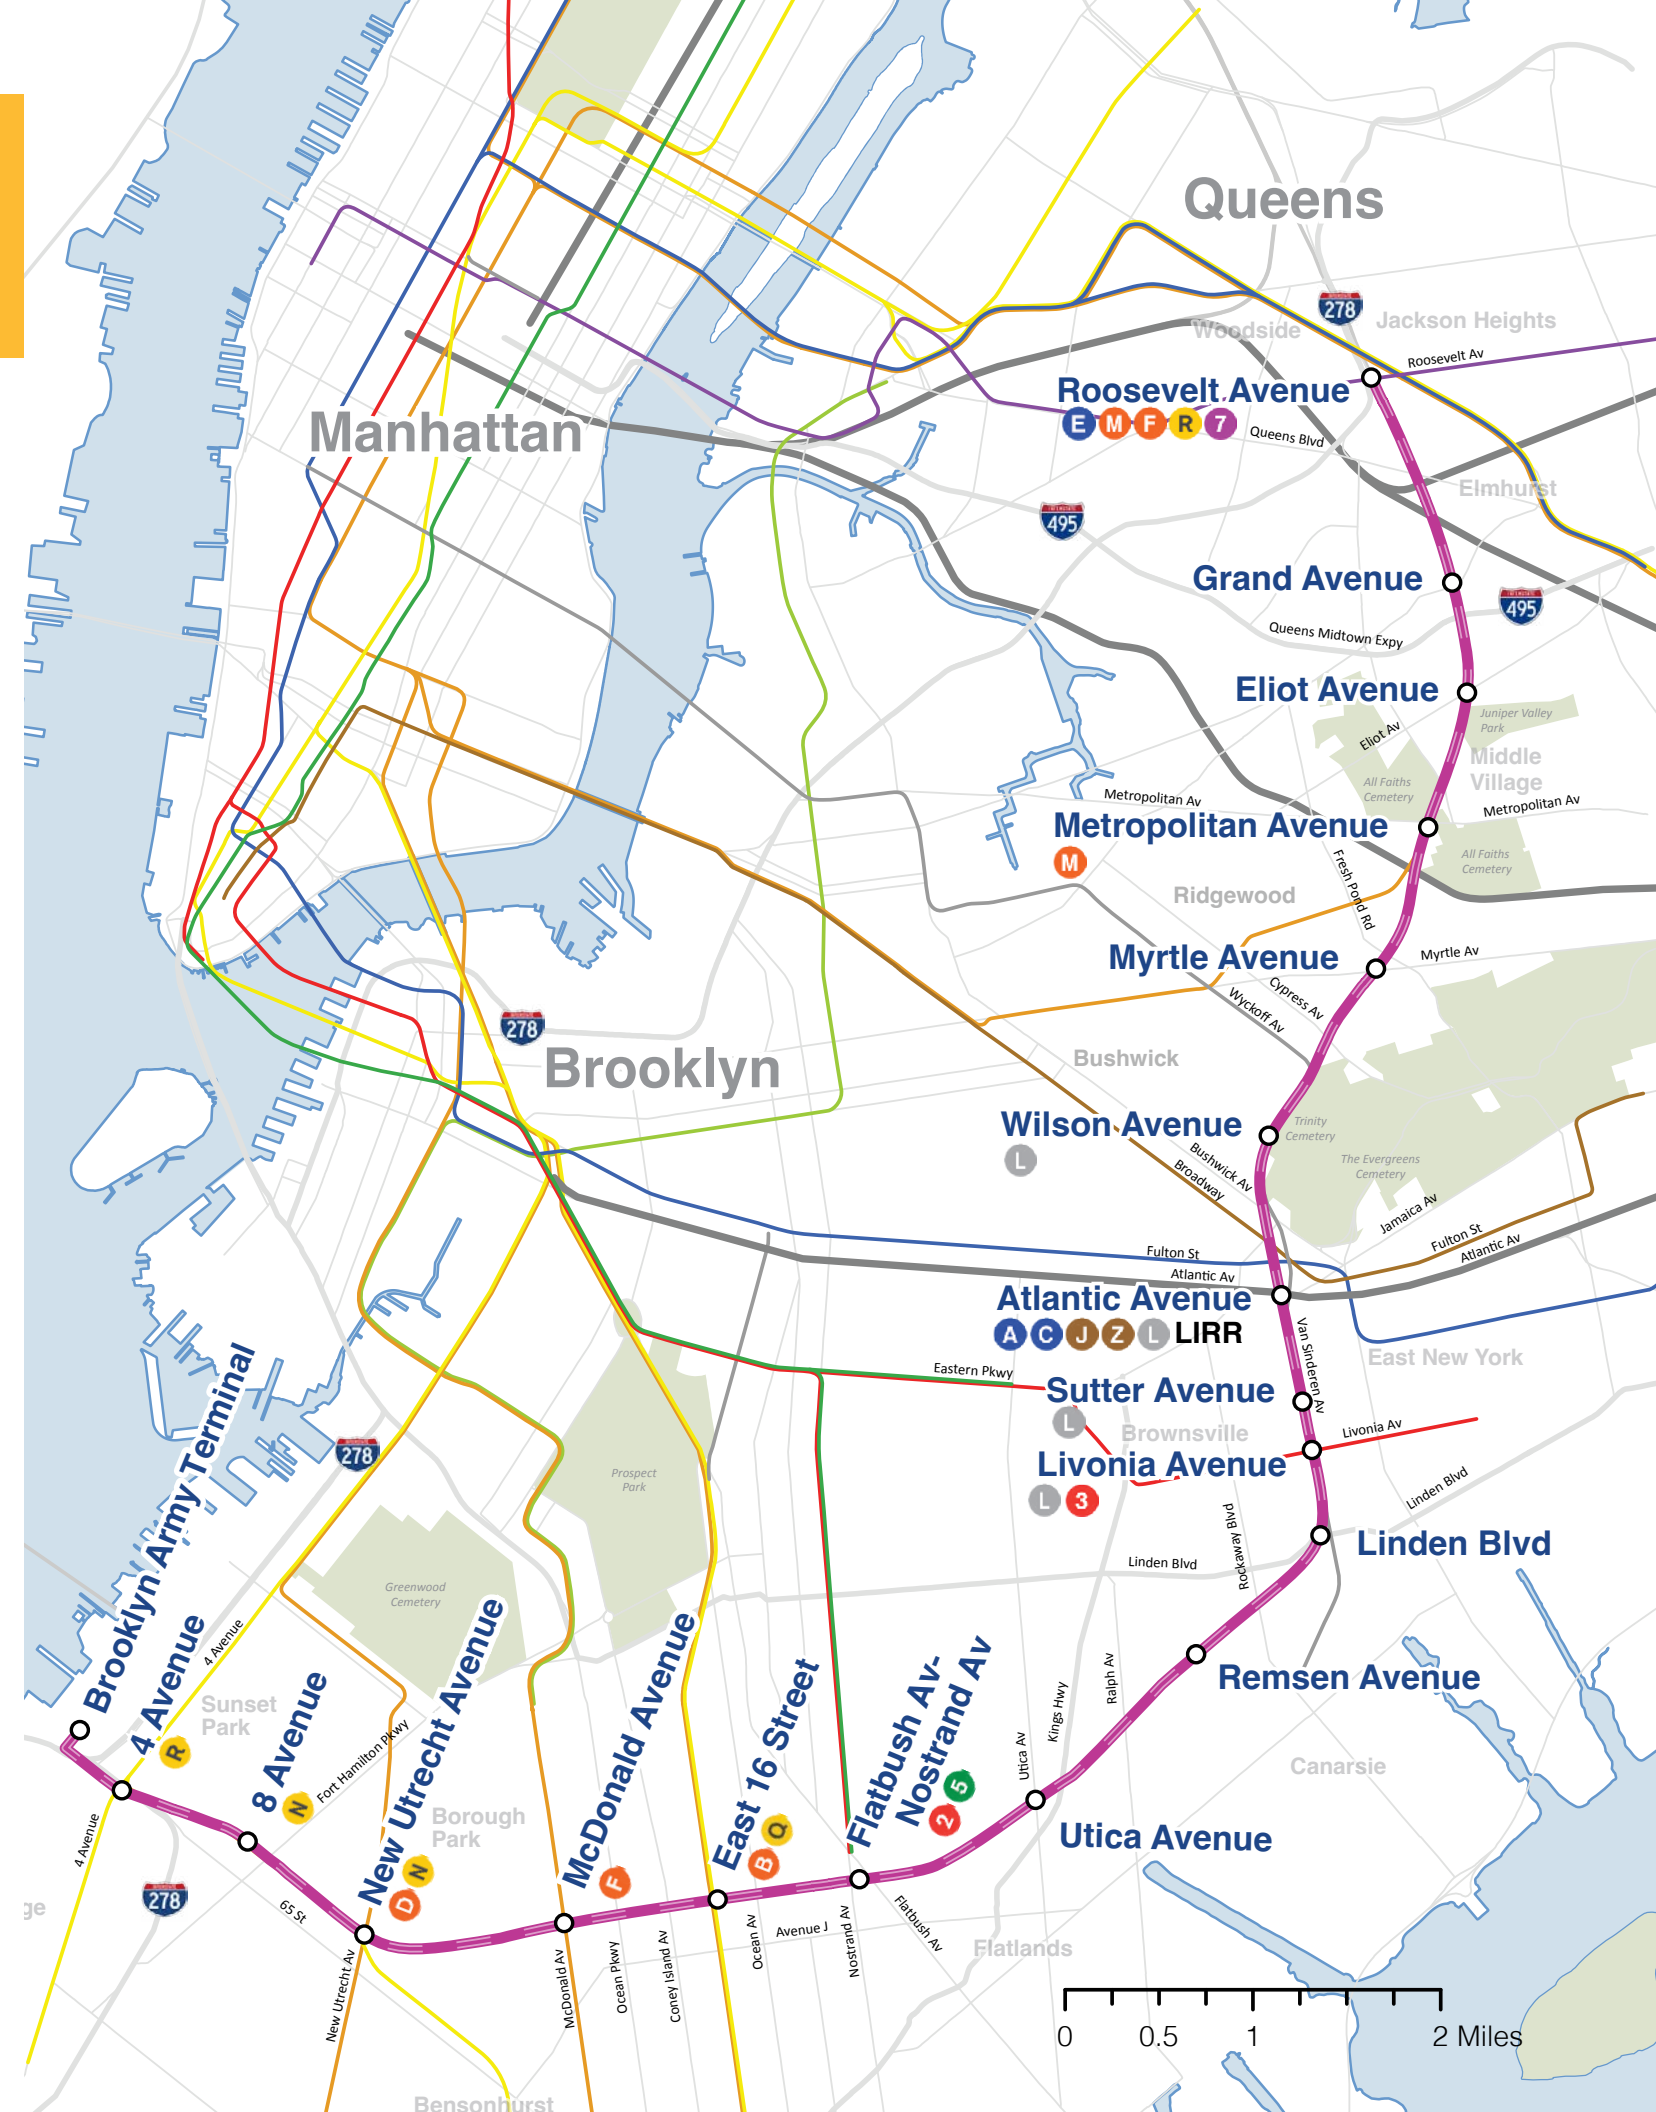 Queens
278
Jackson Heights
Woodside
Roosevelt Av
Roosevelt Avenue
E M F R 7
Queens Blvd
Manhattan
Elmhurst
495
Grand Avenue
495
Queens Midtown Expy
Eliot Avenue
Juniper Valley
Park
Eliot Av
Middle
Village
All Faiths
Cemetery
Metropolitan Av
Metropolitan Av
Metropolitan Avenue
M
All Faiths
Cemetery
Fresh Pond Rd
Ridgewood
Myrtle Avenue
Myrtle Av
Cypress Av
Wyckoff Av
278
Brooklyn
Bushwick
Wilson Avenue
L
Trinity
Cemetery
The Evergreens
Cemetery
Bushwick Av
Broadway
Jamaica Av
Fulton St
Atlantic Av
Fulton St
Atlantic Av
Atlantic Avenue
A C J Z L LIRR
Van Sinderen Av
East New York
Eastern Pkwy
Sutter Avenue
L
Brownsville
Livonia Av
Livonia Avenue
L 3
Linden Blvd
Prospect
Park
Rockaway Blvd
Linden Blvd
Linden Blvd
278
Greenwood
Cemetery
Brooklyn Army Terminal
4 Avenue
R
4 Avenue
Sunset
Park
8 Avenue
N
Fort Hamilton Pkwy
New Utrecht Avenue
D N
Borough
Park
McDonald Avenue
F
East 16 Street
B Q
Flatbush Av-
Nostrand Av
2 5
Remsen Avenue
Ralph Av
Kings Hwy
Utica Av
Canarsie
Utica Avenue
4 Avenue
278
ge
65 St
New Utrecht Av
McDonald Av
Ocean Pkwy
Coney Island Av
Ocean Av
Avenue J
Nostrand Av
Flatbush Av
Flatlands
0 0.5 1 2 Miles
Bensonhurst